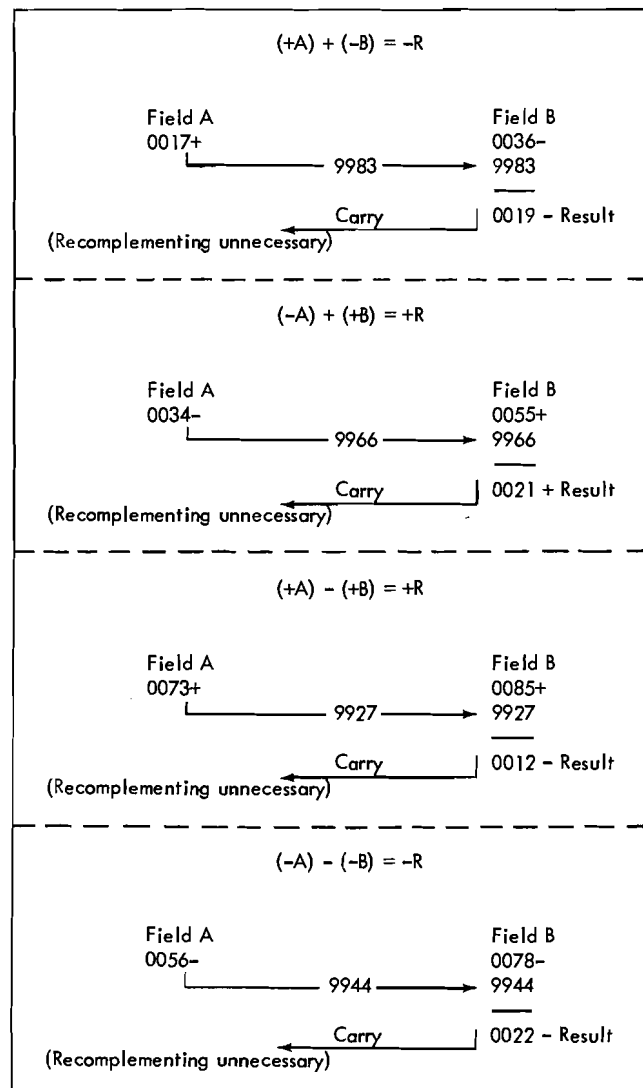 (+A) + (–B) = –R
Field A Field B
0017+ 0036–
9983 9983
Carry 0019 – Result
(Recomplementing unnecessary)
(–A) + (+B) = +R
Field A Field B
0034– 0055+
9966 9966
Carry 0021 + Result
(Recomplementing unnecessary)
(+A) – (+B) = +R
Field A Field B
0073+ 0085+
9927 9927
Carry 0012 – Result
(Recomplementing unnecessary)
(–A) – (–B) = –R
Field A Field B
0056– 0078–
9944 9944
Carry 0022 – Result
(Recomplementing unnecessary)